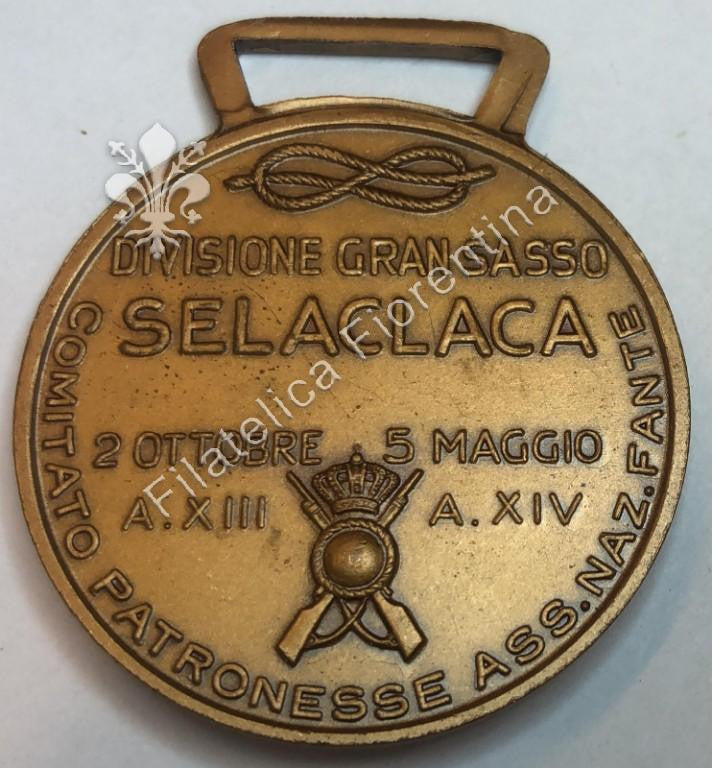 DIVISIONE GRAN SASSO
SELACLACA
2 OTTOBRE 5 MAGGIO
A. XIII A. XIV
COMITATO PATRONESSE ASS. NAZ. FANTE
Filatelica Fiorentina